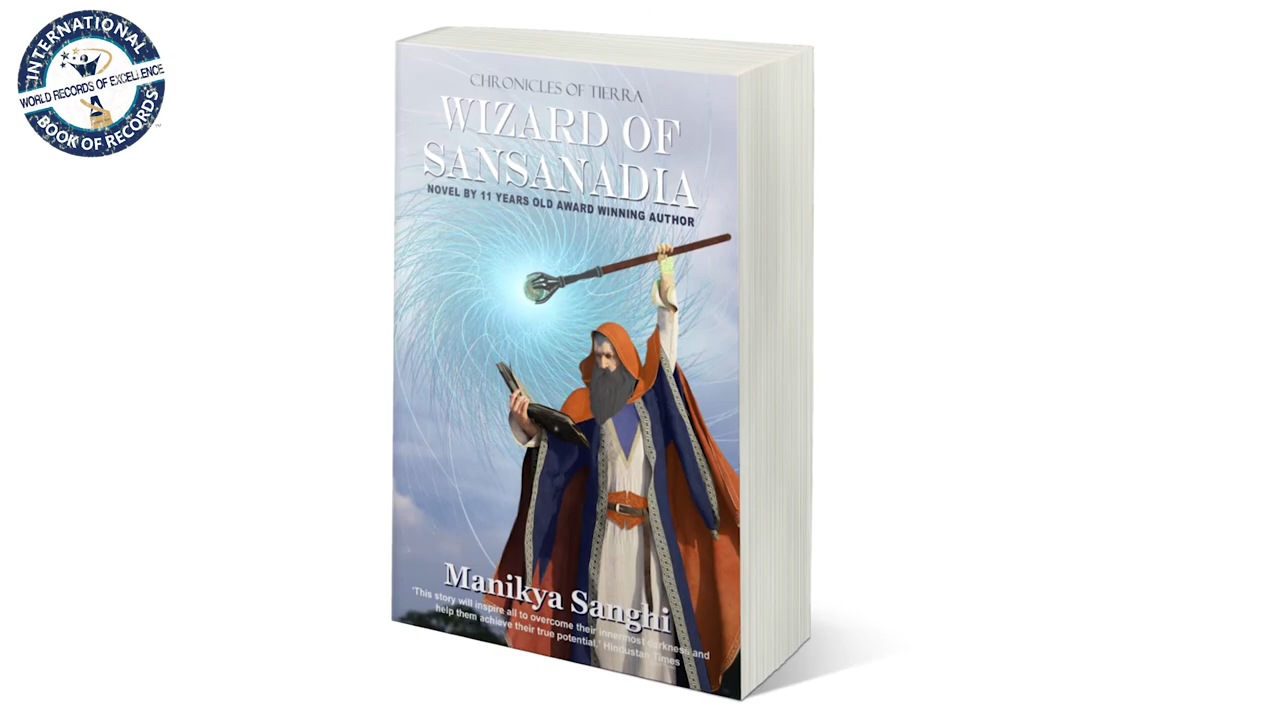 INTERNATIONAL
WORLD RECORDS OF EXCELLENCE
BOOK OF RECORDS
CHRONICLES OF TIERRA
WIZARD OF
SANSANADIA
NOVEL BY 11 YEARS OLD AWARD WINNING AUTHOR
Manikya Sanghi
'This story will inspire all to overcome their innermost darkness and
help them achieve their true potential.' Hindustan Times